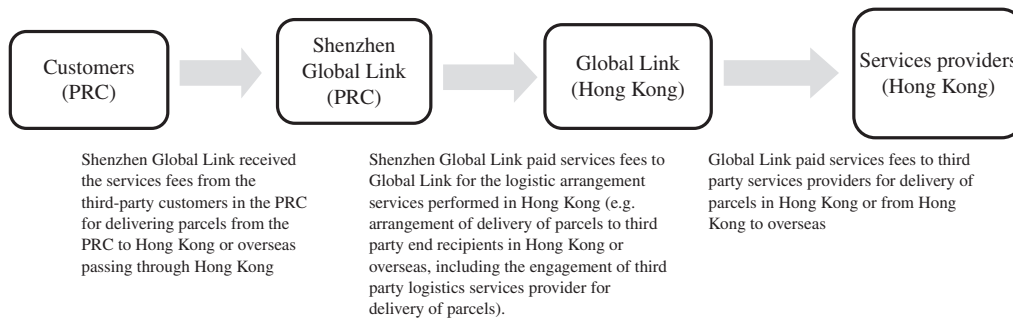 Customers
(PRC)
Shenzhen
Global Link
(PRC)
Global Link
(Hong Kong)
Services providers
(Hong Kong)
Shenzhen Global Link received
the services fees from the
third-party customers in the PRC
for delivering parcels from the
PRC to Hong Kong or overseas
passing through Hong Kong
Shenzhen Global Link paid services fees to
Global Link for the logistic arrangement
services performed in Hong Kong (e.g.
arrangement of delivery of parcels to third
party end recipients in Hong Kong or
overseas, including the engagement of third
party logistics services provider for
delivery of parcels).
Global Link paid services fees to third
party services providers for delivery of
parcels in Hong Kong or from Hong
Kong to overseas